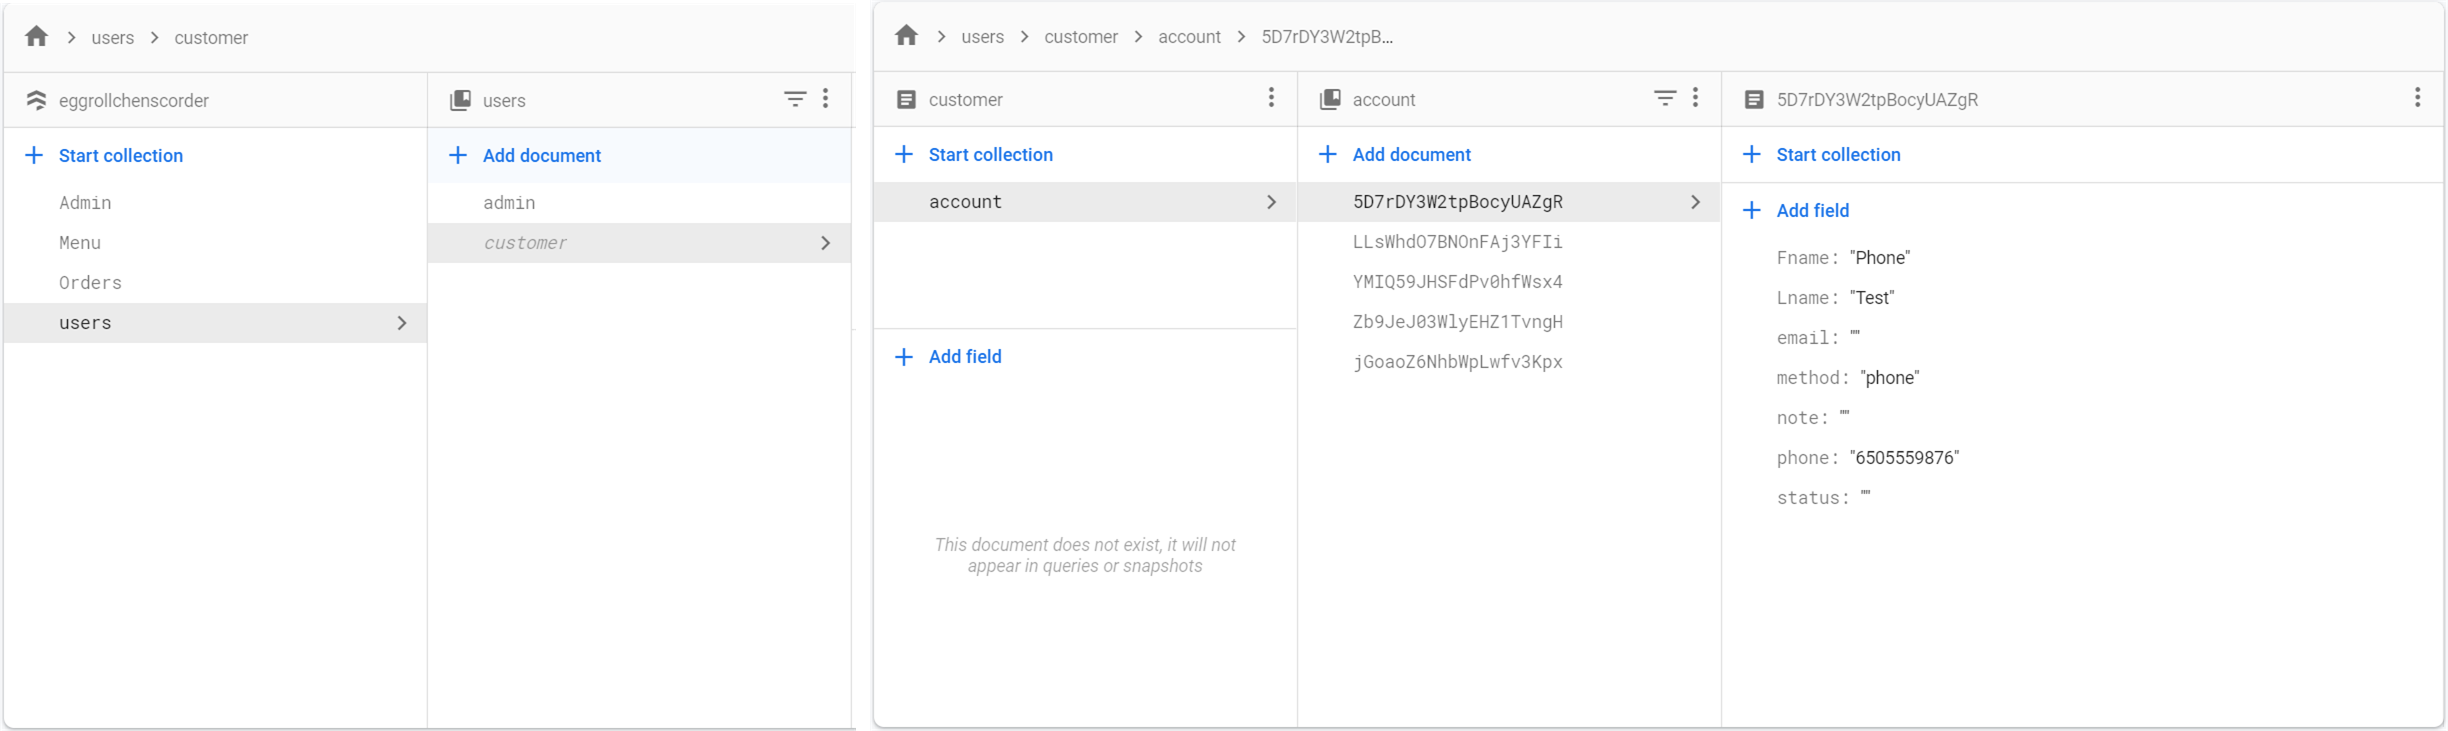 users > customer
eggrollchenscorder
Start collection
Admin
Menu
Orders
users
users
Add document
admin
customer
users > customer > account > 5D7rDY3W2tpB...
customer
Start collection
account
Add field
This document does not exist, it will not
appear in queries or snapshots
account
Add document
5D7rDY3W2tpBocyUAZgR
LLsWhdO7BNOnFAj3YFIi
YMIQ59JHSFdPv0hfWsx4
Zb9JeJ03WlyEHZ1TvngH
jGoaoZ6NhbWpLwfv3Kpx
5D7rDY3W2tpBocyUAZgR
Start collection
Add field
Fname: "Phone"
Lname: "Test"
email: ""
method: "phone"
note: ""
phone: "6505559876"
status: ""